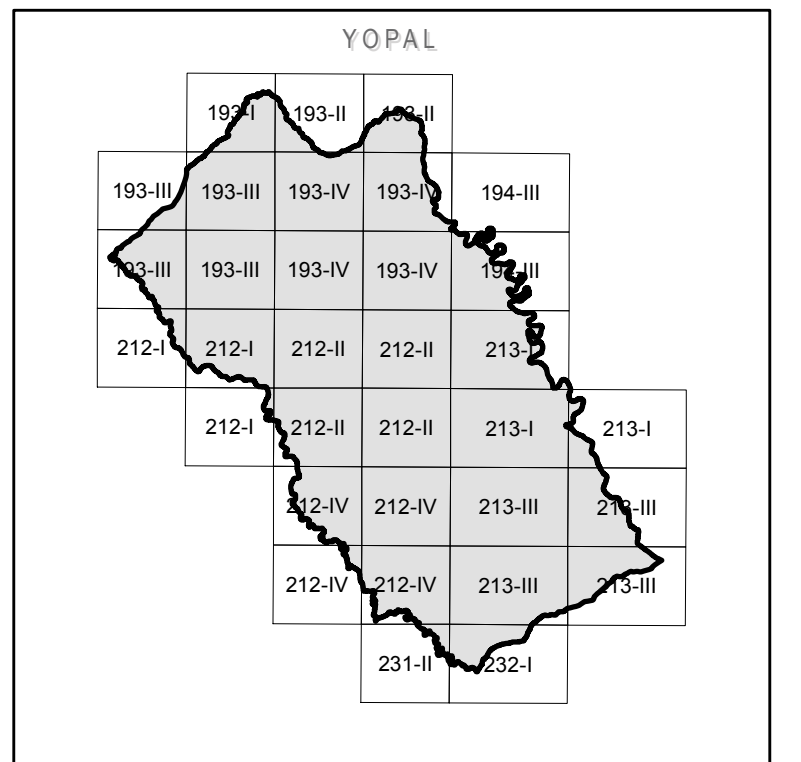 YOPAL
193-I 193-II 193-II
193-III 193-III 193-IV 193-IV 194-III
193-III 193-III 193-IV 193-IV 194-III
212-I 212-I 212-II 212-II 213-I
212-I 212-II 212-II 213-I 213-I
212-IV 212-IV 213-III 213-III
212-IV 212-IV 213-III 213-III
231-II 232-I